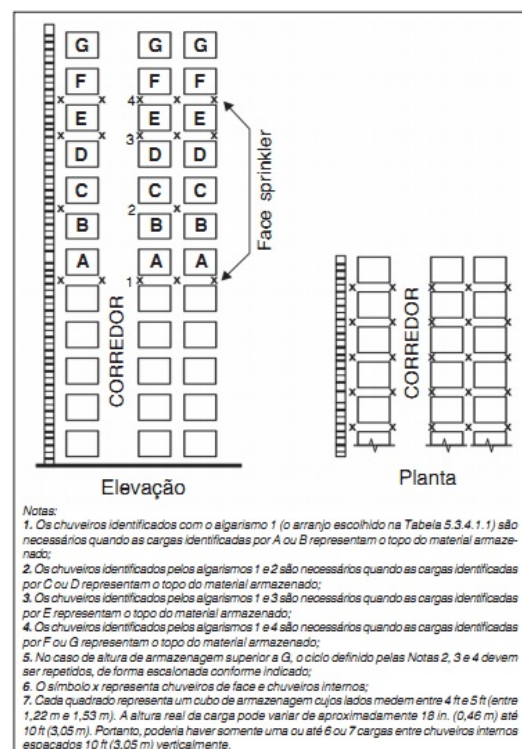 G G G
F F F
4
E E E
3
D D D
C C C
2
B B B
A A A
1
Face sprinkler
CORREDOR
Elevação
CORREDOR
Planta
Notas:
1. Os chuveiros identificados com o algarismo 1 (o arranjo escolhido na Tabela 5.3.4.1.1) são
necessários quando as cargas identificadas por A ou B representam o topo do material armaze-
nado;
2. Os chuveiros identificados pelos algarismos 1 e 2 são necessários quando as cargas identificadas
por C ou D representam o topo do material armazenado;
3. Os chuveiros identificados pelos algarismos 1 e 3 são necessários quando as cargas identificadas
por E representam o topo do material armazenado;
4. Os chuveiros identificados pelos algarismos 1 e 4 são necessários quando as cargas identificadas
por F ou G representam o topo do material armazenado;
5. No caso de altura de armazenagem superior a G, o ciclo definido pelas Notas 2, 3 e 4 devem
ser repetidos, de forma escalonada conforme indicado;
6. O símbolo x representa chuveiros de face e chuveiros internos;
7. Cada quadrado representa um cubo de armazenagem cujos lados medem entre 4 ft e 5 ft (entre
1,22 m e 1,53 m). A altura real da carga pode variar de aproximadamente 18 in. (0,46 m) até
10 ft (3,05 m). Portanto, poderia haver somente uma ou até 6 ou 7 cargas entre chuveiros internos
espaçados 10 ft (3,05 m) verticalmente.